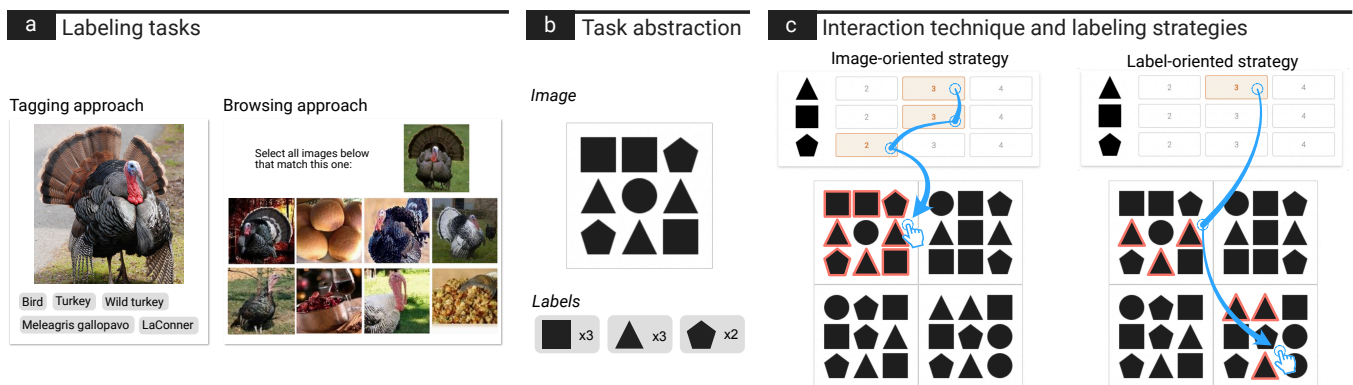 a Labeling tasks
Tagging approach
Browsing approach
Select all images below
that match this one:
Bird Turkey Wild turkey
Meleagris gallopavo LaConner
b Task abstraction
Image
Labels
x3 x3 x2
c Interaction technique and labeling strategies
Image-oriented strategy
2 3 4
2 3 4
2 3 4
Label-oriented strategy
2 3 4
2 3 4
2 3 4